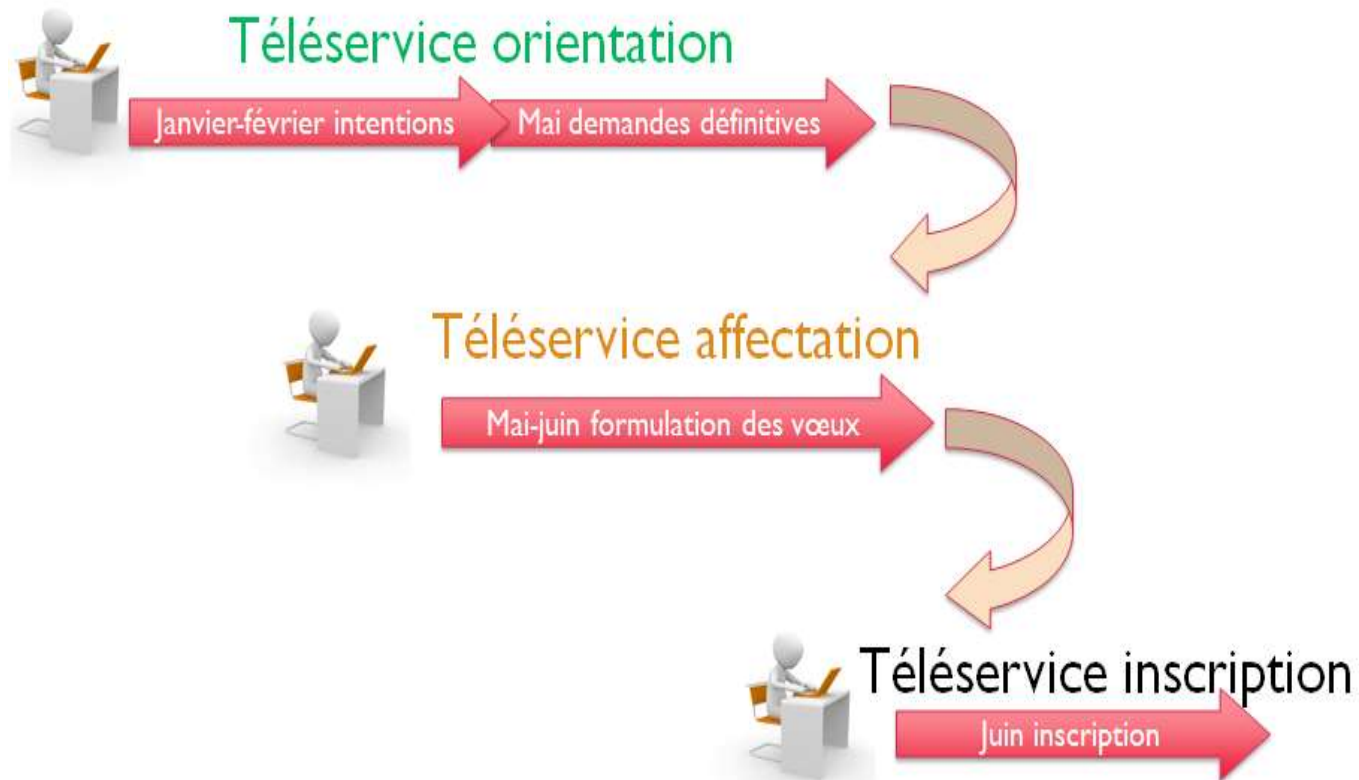 Téléservice orientation
Janvier-février intentions
Mai demandes définitives
Téléservice affectation
Mai-juin formulation des vœux
Téléservice inscription
Juin inscription